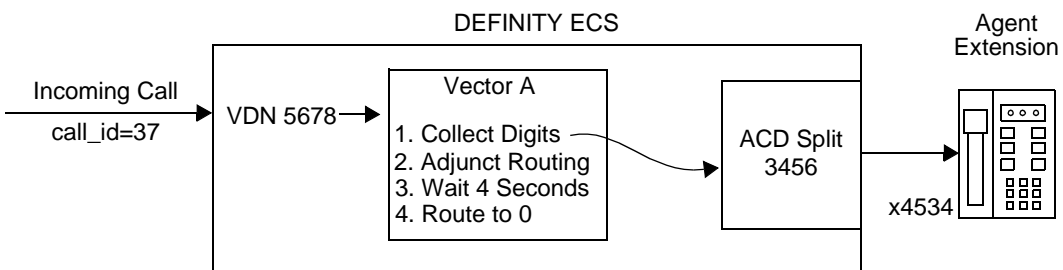 DEFINITY ECS
Agent
Extension
Incoming Call
call_id=37
VDN 5678
Vector A
1. Collect Digits
2. Adjunct Routing
3. Wait 4 Seconds
4. Route to 0
ACD Split
3456
x4534